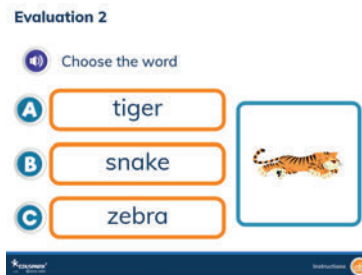 Evaluation 2
Choose the word
A tiger
B snake
C zebra
Instructions